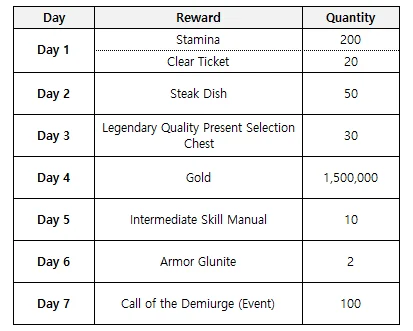 Day Reward Quantity
Day 1 Stamina 200
Clear Ticket 20
Day 2 Steak Dish 50
Day 3 Legendary Quality Present Selection Chest 30
Day 4 Gold 1,500,000
Day 5 Intermediate Skill Manual 10
Day 6 Armor Glunite 2
Day 7 Call of the Demiurge (Event) 100